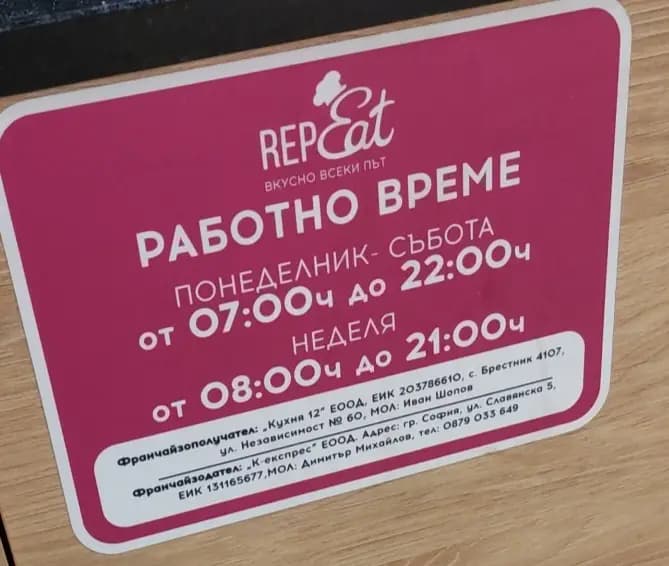 REPEat
ВКУСНО ВСЕКИ ПЪТ
РАБОТНО ВРЕМЕ
ПОНЕДЕЛНИК- СЪБОТА
от 07:00ч до 22:00ч
НЕДЕЛЯ
от 08:00ч до 21:00ч
Франчайзополучател: „Кухня 12" ЕООД, ЕИК 203786610, с. Брестник 4107,
ул. Независимост № 60, МОЛ: Иван Шопов
Франчайзодател: „К-експрес" ЕООД. Адрес: гр. София, ул. Славянска 5,
ЕИК 131165677,МОЛ: Димитър Михайлов, тел: 0879 033 649